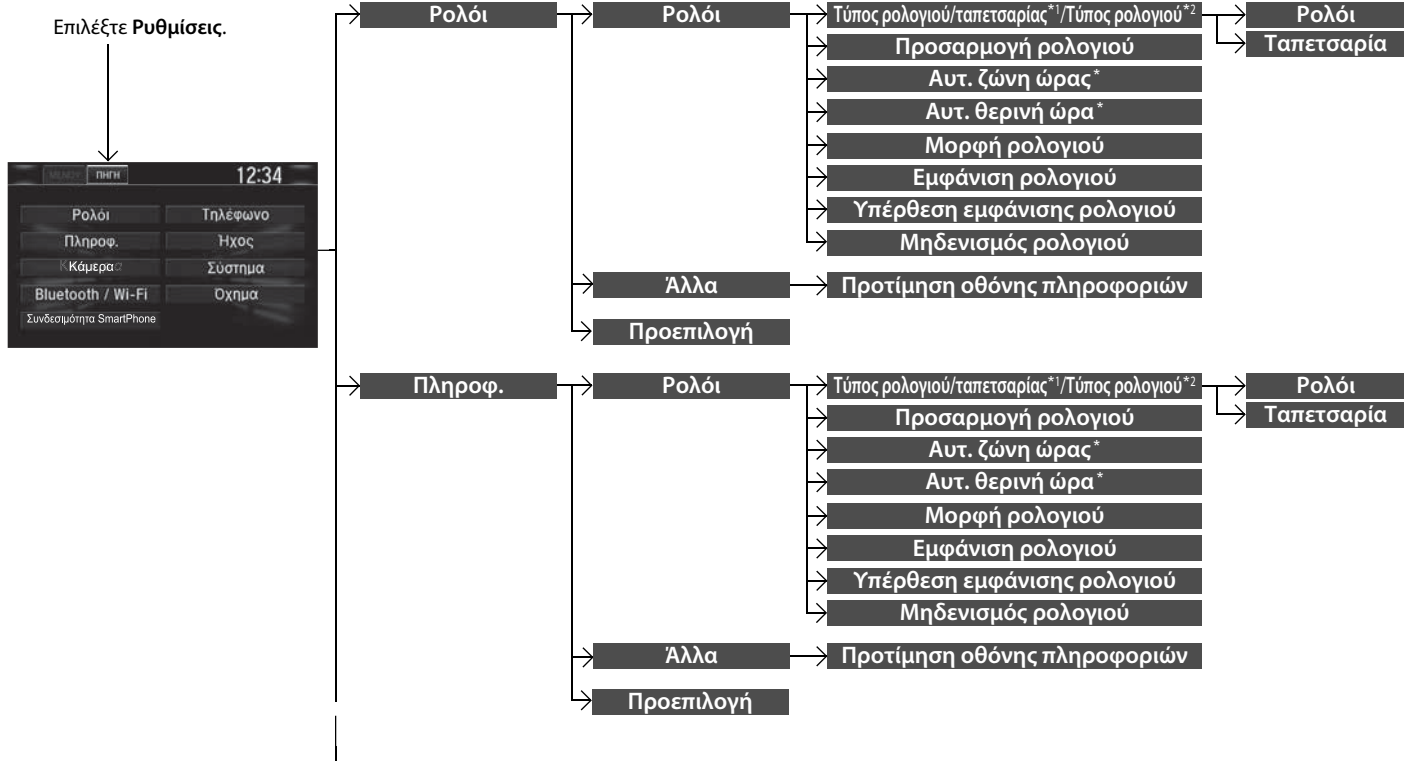 Επιλέξτε Ρυθμίσεις.
ΠΗΓΗ
12:34
Ρολόι
Τηλέφωνο
Πληροφ.
Ήχος
Κάμερα
Σύστημα
Bluetooth / Wi-Fi
Όχημα
Συνδεσιμότητα SmartPhone
Ρολόι
Ρολόι
Τύπος ρολογιού/ταπετσαρίας*1/Τύπος ρολογιού*2
Ρολόι
Ταπετσαρία
Προσαρμογή ρολογιού
Αυτ. ζώνη ώρας*
Αυτ. θερινή ώρα*
Μορφή ρολογιού
Εμφάνιση ρολογιού
Υπέρθεση εμφάνισης ρολογιού
Μηδενισμός ρολογιού
Άλλα
Προτίμηση οθόνης πληροφοριών
Προεπιλογή
Πληροφ.
Ρολόι
Τύπος ρολογιού/ταπετσαρίας*1/Τύπος ρολογιού*2
Ρολόι
Ταπετσαρία
Προσαρμογή ρολογιού
Αυτ. ζώνη ώρας*
Αυτ. θερινή ώρα*
Μορφή ρολογιού
Εμφάνιση ρολογιού
Υπέρθεση εμφάνισης ρολογιού
Μηδενισμός ρολογιού
Άλλα
Προτίμηση οθόνης πληροφοριών
Προεπιλογή